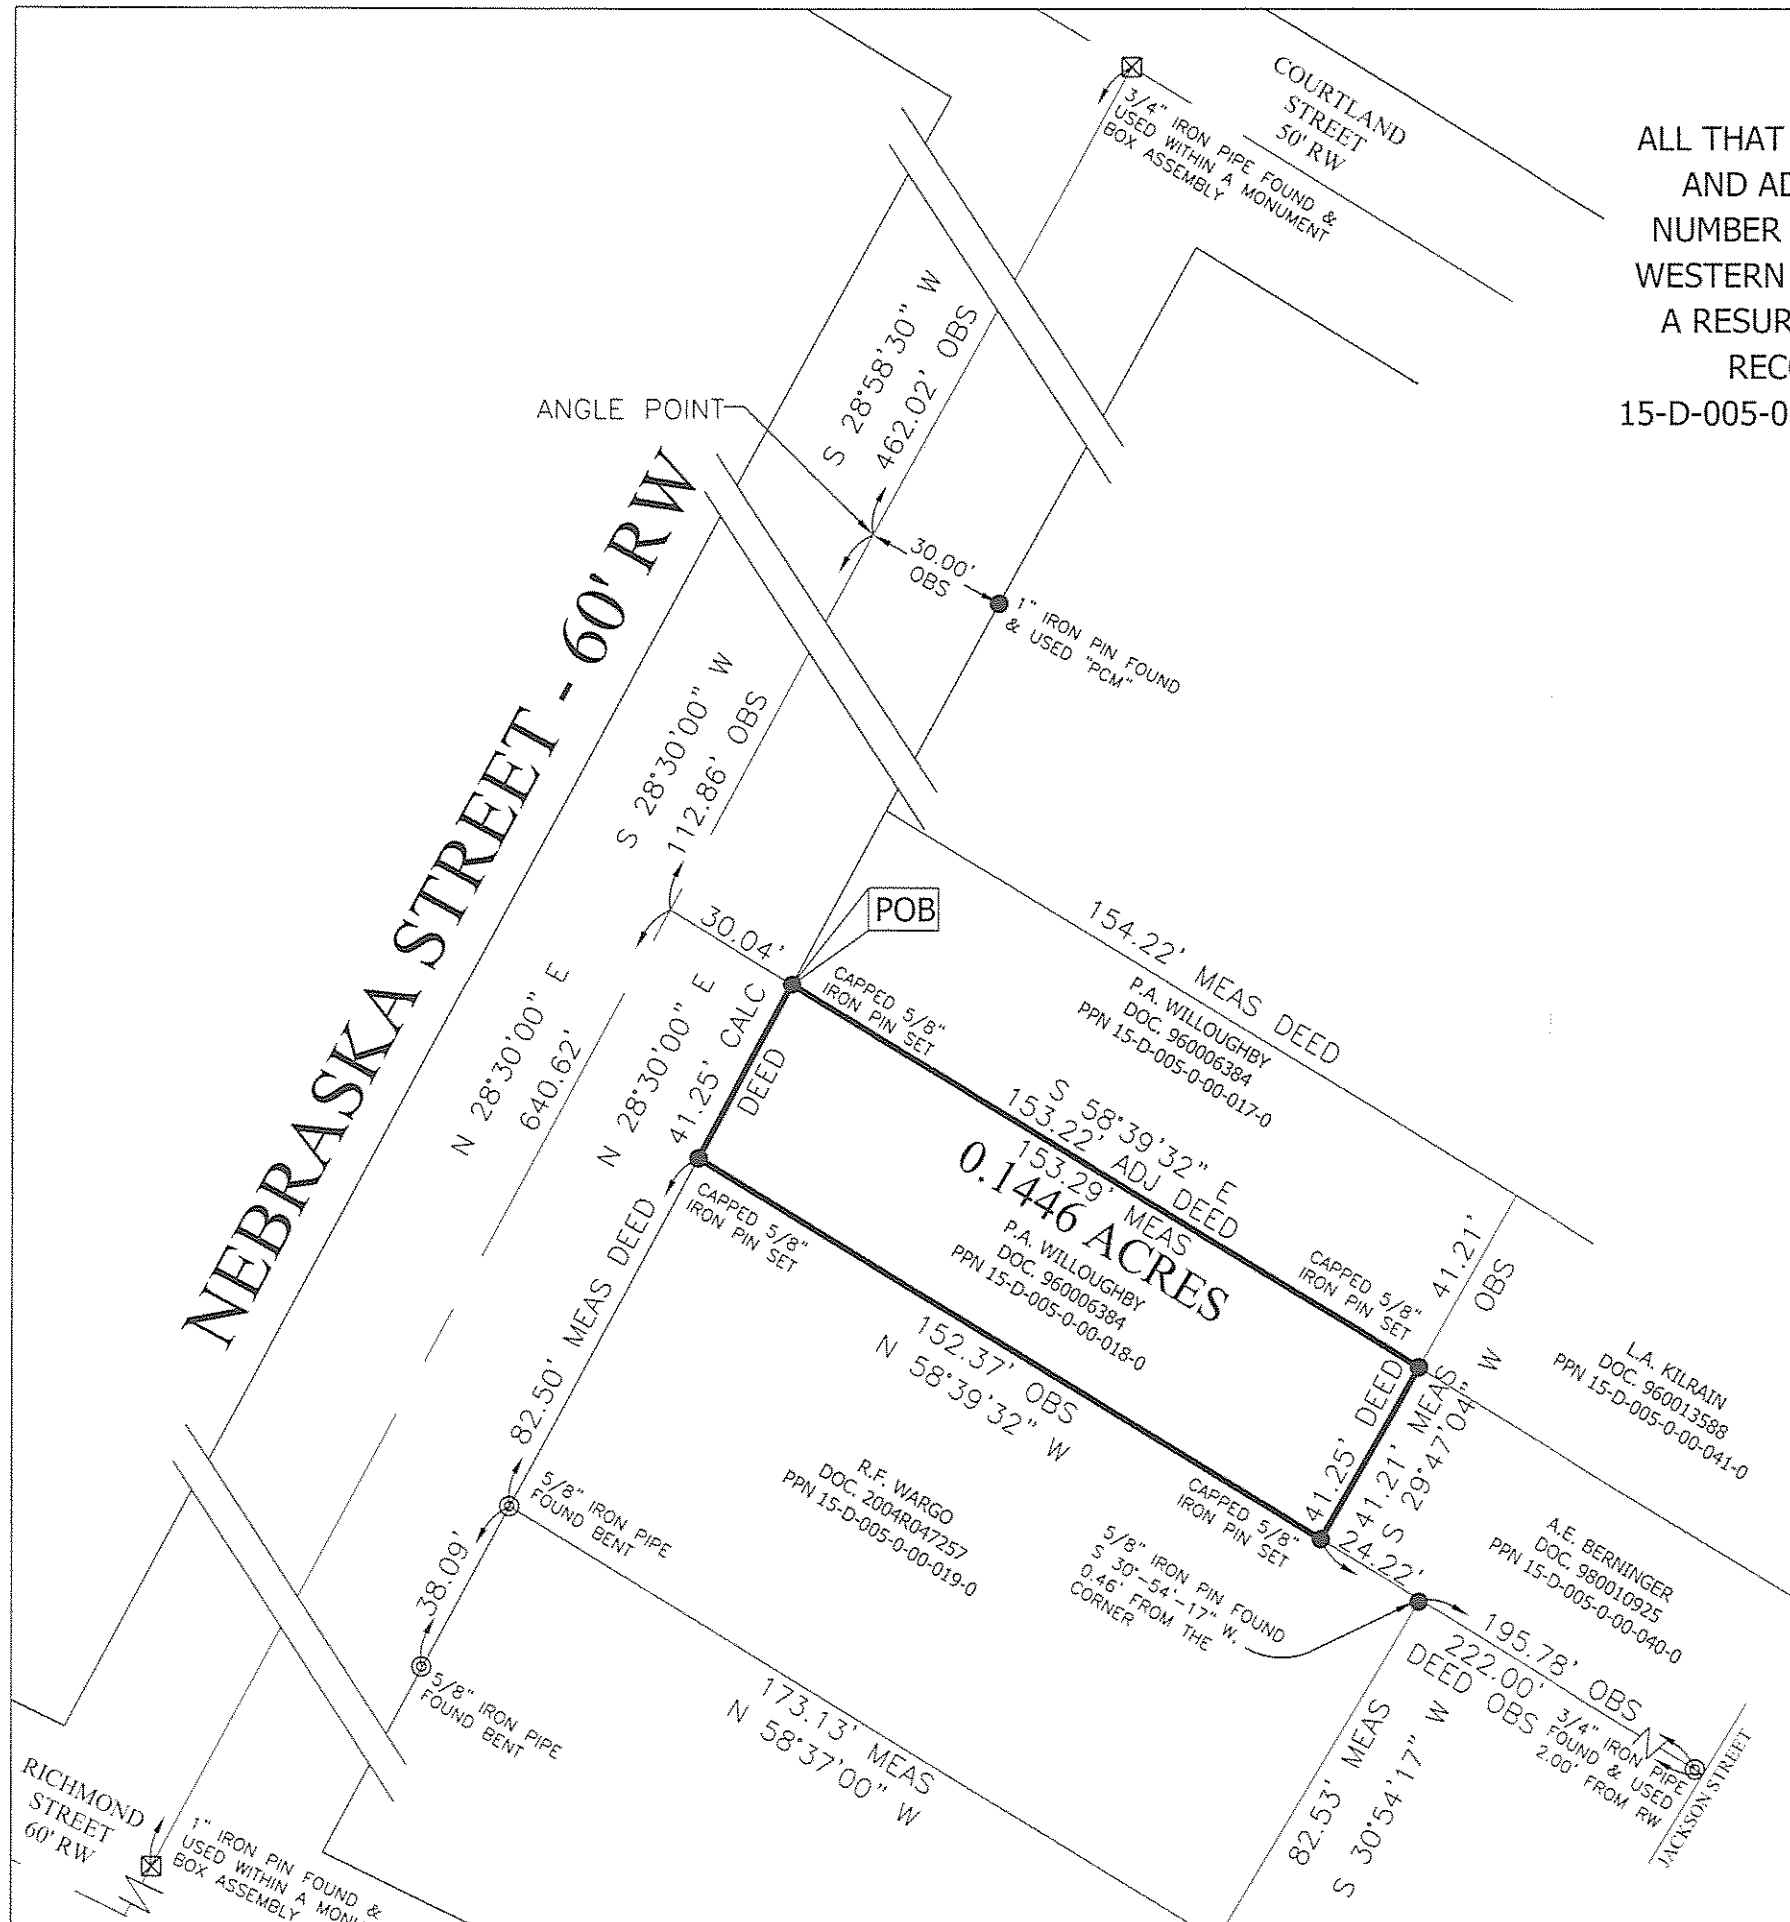 COURTLAND
STREET
50' RW
3/4" IRON PIPE FOUND &
USED WITHIN A MONUMENT
BOX ASSEMBLY
ALL THAT
NUMBER
WESTERN
15-D-005-0
S 28°58'30" W
462.02' OBS
ANGLE POINT
30.00'
OBS
1" IRON PIN FOUND
& USED "PCM"
NEBRASKA STREET - 60' RW
S 28°30'00" W
112.86' OBS
30.04'
POB
N 28°30'00" E
640.62'
N 28°30'00" E
41.25' CALC
DEED
CAPPED 5/8"
IRON PIN SET
154.22' MEAS DEED
P.A. WILLOUGHBY
DOC. 960006384
PPN 15-D-005-0-00-017-0
S 58°39'32" E
153.22' ADJ DEED
153.29' MEAS
0.1446 ACRES
P.A. WILLOUGHBY
DOC. 960006384
PPN 15-D-005-0-00-018-0
CAPPED 5/8"
IRON PIN SET
CAPPED 5/8"
IRON PIN SET
41.21' OBS
82.50' MEAS DEED
152.37' OBS
N 58°39'32" W
41.25' DEED
41.21' MEAS
S 29°47'04" W
L.A. KILRAIN
DOC. 960013588
PPN 15-D-005-0-00-041-0
CAPPED 5/8"
IRON PIN SET
24.22'
A.E. BERNINGER
DOC. 980010925
PPN 15-D-005-0-00-040-0
R.F. WARGO
DOC. 2004R047257
PPN 15-D-005-0-00-019-0
5/8" IRON PIN FOUND
S 30°-54'-17" W.
0.46' FROM THE
CORNER
5/8" IRON PIPE
FOUND BENT
38.09'
5/8" IRON PIPE
FOUND BENT
195.78' OBS
222.00'
DEED OBS
3/4" IRON PIPE
FOUND & USED
2.00' FROM RW
JACKSON STREET
173.13' MEAS
N 58°37'00" W
82.53' MEAS
S 30°54'17" W
RICHMOND
STREET
60' RW
1" IRON PIN FOUND &
USED WITHIN A
BOX ASSEMBLY